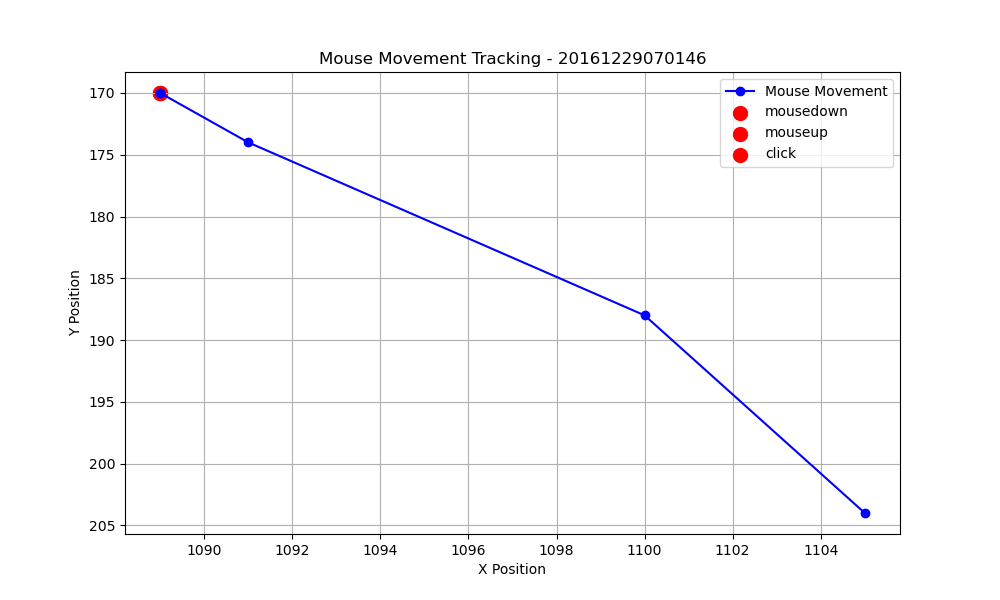 Mouse Movement Tracking - 20161229070146
Mouse Movement
mousedown
mouseup
click
170
175
180
185
190
195
200
205
Y Position
1090 1092 1094 1096 1098 1100 1102 1104
X Position